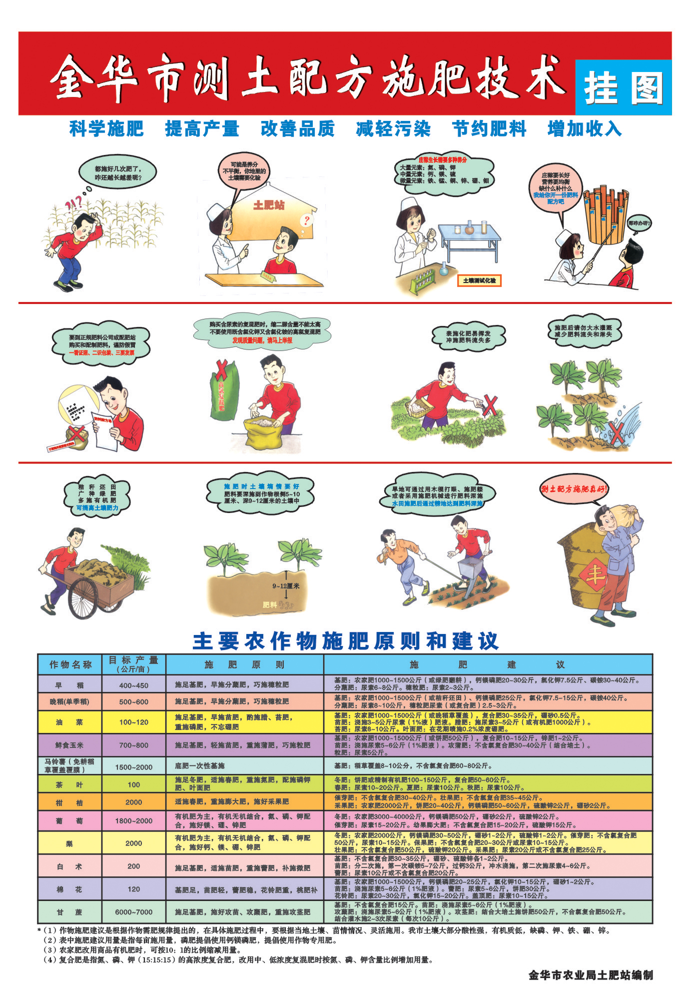 金华市测土配方施肥技术
挂图
科学施肥 提高产量 改善品质 减轻污染 节约肥料 增加收入
都施好几次肥了，
咋还越长越差呢？
?!?
可能是养分
不平衡，你地里的
土壤需要化验
土肥站
?
庄稼生长需要多种养分
大量元素：氮、磷、钾
中量元素：钙、镁、硫
微量元素：铁、锰、铜、锌、硼、钼
土壤测试化验
庄稼要长好
营养要均衡
缺什么补什么
我给你开一份肥料
配方吧
那咋办呀?
要到正规肥料公司或配肥站
购买和配制肥料，谨防假冒
一看证照、二识包装、三要发票
肥料配方单
购买含尿素的复混肥时，缩二脲含量不能太高
不要使用既含氯化钾又含氯化铵的高氯复混肥
发现质量问题，请马上举报
高氯复混肥
表施化肥易挥发
冲施肥料流失多
施肥后请勿大水灌溉
减少肥料流失和淋失
秸秆还田
广种绿肥
多施有机肥
可提高土壤肥力
施肥时土壤墒情要好
肥料要深施到作物根侧5~10
厘米、深9~12厘米的土壤中
9~12厘米
肥料
旱地可通过用木棍打眼、施肥耧
或者采用施肥机械进行肥料深施
水田施肥后通过耪地达到肥料深施
测土配方施肥真好!
丰
主要农作物施肥原则和建议
作物名称 目标产量 施肥原则 施肥建议
(公斤/亩)
早稻 400~450 施足基肥，早施分蘖肥，巧施穗粒肥 基肥：农家肥1000~1500公斤（或绿肥翻耕），钙镁磷肥20~30公斤，氯化钾7.5公斤、碳铵30~40公斤。
分蘖肥：尿素6~8公斤。穗粒肥：尿素2~3公斤。
晚稻(单季稻) 500~600 施足基肥，早施分蘖肥，巧施穗粒肥 基肥：农家肥1000~1500公斤（或秸秆还田）、钙镁磷肥25公斤，氯化钾7.5~15公斤，碳铵40公斤。
分蘖肥：尿素8~10公斤，穗粒肥尿素（或复合肥）2.5~3公斤。
油菜 100~120 施足基肥，早施苗肥，酌施腊、苔肥，
重施磷肥，不忘硼肥
基肥：农家肥1000~1500公斤（或晚稻草覆盖），复合肥30~35公斤，硼砂0.5公斤。
苗肥：浇施3~5公斤尿素（1%液）肥液。腊肥：施尿素3~5公斤（或有机肥1000公斤）。
苔肥：尿素8~10公斤。叶面肥：在花期喷施0.2%浓度硼肥。
鲜食玉米 700~800 施足基肥，轻施苗肥，重施蒲肥，巧施粒肥 基肥：农家肥1000~1500公斤（或饼肥50公斤），复合肥10~15公斤，锌肥1~2公斤。
苗肥：浇施尿素5~6公斤（1%肥液）。攻蒲肥：不含氯复合肥30~40公斤（结合培土）。
粒肥：尿素5公斤。
马铃薯（免耕稻
草覆盖覆膜）
1500~2000 底肥一次性基施 基肥：稻草覆盖8~10公分，不含氯复合肥60~80公斤。
茶叶 100 施足冬肥，适施春肥，重施氮肥，配施磷钾
肥、叶面肥
冬肥：饼肥或精制有机肥100~150公斤，复合肥50~60公斤。
春肥：尿素10~20公斤。夏肥：尿素10公斤。秋肥：尿素10公斤。
柑桔 2000 适施春肥，重施膨大肥，施好采果肥 催芽肥：不含氯复合肥30~40公斤。壮果肥：不含氯复合肥35~45公斤。
采果肥：农家肥2000公斤，饼肥20~40公斤，钙镁磷肥50~60公斤，硫酸锌2公斤，硼砂2公斤。
葡萄 1800~2000 有机肥为主，有机无机结合，氮、磷、钾配
合，施好镁、硼、锌肥
冬肥：农家肥3000~4000公斤，钙镁磷肥50公斤，硼砂2公斤，硫酸锌2公斤。
催芽肥：尿素15~20公斤。幼果膨大肥：不含氯复合肥15~20公斤，硫酸钾15公斤。
梨 2000 有机肥为主，有机无机结合，氮、磷、钾配
合，施好钙、镁、硼、锌肥
冬肥：农家肥2000公斤，钙镁磷肥30~50公斤，硼砂1~2公斤，硫酸锌1~2公斤。催芽肥：不含氯复合肥
50公斤，尿素10~15公斤。保果肥：不含氯复合肥20~30公斤或尿素10~15公斤。
壮果肥：不含氯复合肥50公斤，硫酸钾20公斤。采果肥：尿素20公斤或不含氯复合肥25公斤。
白术 200 施足基肥，适施苗肥，重施蕾肥，补施微肥 基肥：不含氯复合肥30~35公斤，硼砂、硫酸锌各1~2公斤。
苗肥：分二次施，第一次碳铵5~7公斤，过钙3公斤，冲水浇施，第二次施尿素4~6公斤。
蕾肥：尿素10公斤或不含氯复合肥20公斤。
棉花 120 基肥足，苗肥轻，蕾肥稳，花铃肥重，桃肥补 基肥：农家肥1000~1500公斤，钙镁磷肥20~25公斤，氯化钾10~15公斤，硼砂1~2公斤。
苗肥：浇施尿素5~6公斤（1%肥液）。蕾肥：尿素5~6公斤，饼肥30公斤。
花铃肥：尿素20~30公斤，氯化钾15~20公斤。盖顶肥：尿素10~15公斤。
甘蔗 6000~7000 施足基肥，施好攻苗、攻蘖肥，重施攻茎肥 基肥：不含氯复合肥15公斤。苗肥：浇施尿素5~6公斤（1%肥液）。
攻蘖肥：浇施尿素5~6公斤（1%肥液）。攻茎肥：结合大培土施饼肥50公斤，不含氯复合肥50公斤。
结合灌水施2~3次尿素（每次10公斤）。
*（1）作物施肥建议是根据作物需肥规律提出的，在具体施肥过程中，要根据当地土壤、苗情情况、灵活施用。我市土壤大部分酸性强，有机质低，缺磷、钾、铁、硼、锌。
（2）表中施肥建议用量是指每亩施用量，磷肥提倡使用钙镁磷肥，提倡使用作物专用肥。
（3）农家肥改用商品有机肥时，可按10：1的比例缩减用量。
（4）复合肥是指氮、磷、钾（15:15:15）的高浓度复合肥，改用中、低浓度复混肥时按氮、磷、钾含量比例增加用量。
金华市农业局土肥站编制